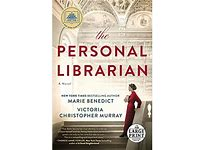 the
PERSONAL
LIBRARIAN
A Novel
NEW YORK TIMES BESTSELLING AUTHOR
MARIE BENEDICT
VICTORIA
CHRISTOPHER MURRAY
LARGE
PRINT